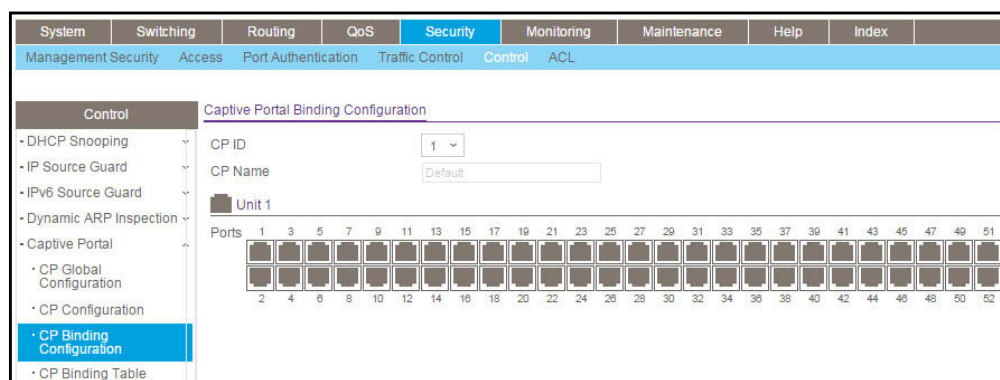 System Switching Routing QoS Security Monitoring Maintenance Help Index
Management Security Access Port Authentication Traffic Control Control ACL
Control
DHCP Snooping
IP Source Guard
IPv6 Source Guard
Dynamic ARP Inspection
Captive Portal
CP Global
Configuration
CP Configuration
CP Binding
Configuration
CP Binding Table
Captive Portal Binding Configuration
CP ID 1
CP Name Default
Unit 1
Ports 1 3 5 7 9 11 13 15 17 19 21 23 25 27 29 31 33 35 37 39 41 43 45 47 49 51
2 4 6 8 10 12 14 16 18 20 22 24 26 28 30 32 34 36 38 40 42 44 46 48 50 52